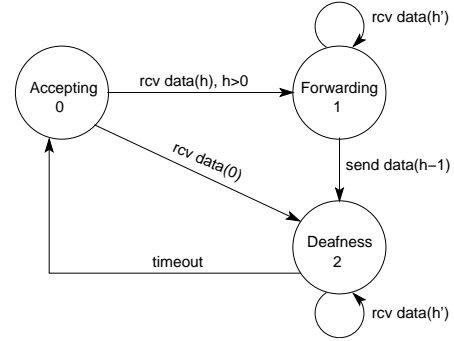 rcv data(h')
Accepting
0
rcv data(h), h>0
Forwarding
1
rcv data(0)
send data(h−1)
Deafness
2
timeout
rcv data(h')